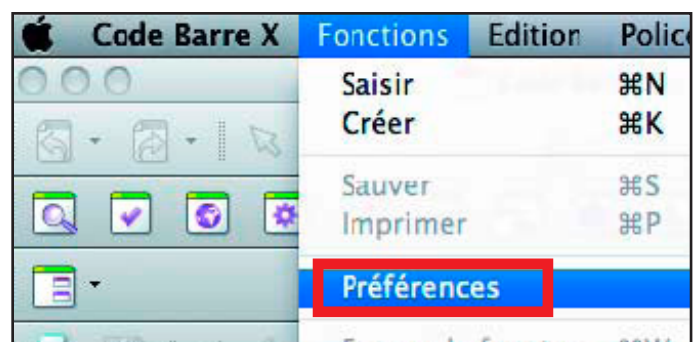 Code Barre X Fonctions Edition Police
Saisir ⌘N
Créer ⌘K
Sauver ⌘S
Imprimer ⌘P
Préférences